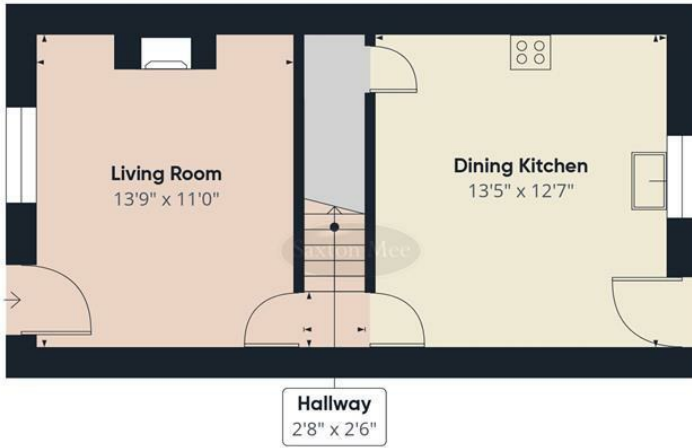 Living Room
13'9" x 11'0"
Dining Kitchen
13'5" x 12'7"
Saxton Mee
Hallway
2'8" x 2'6"